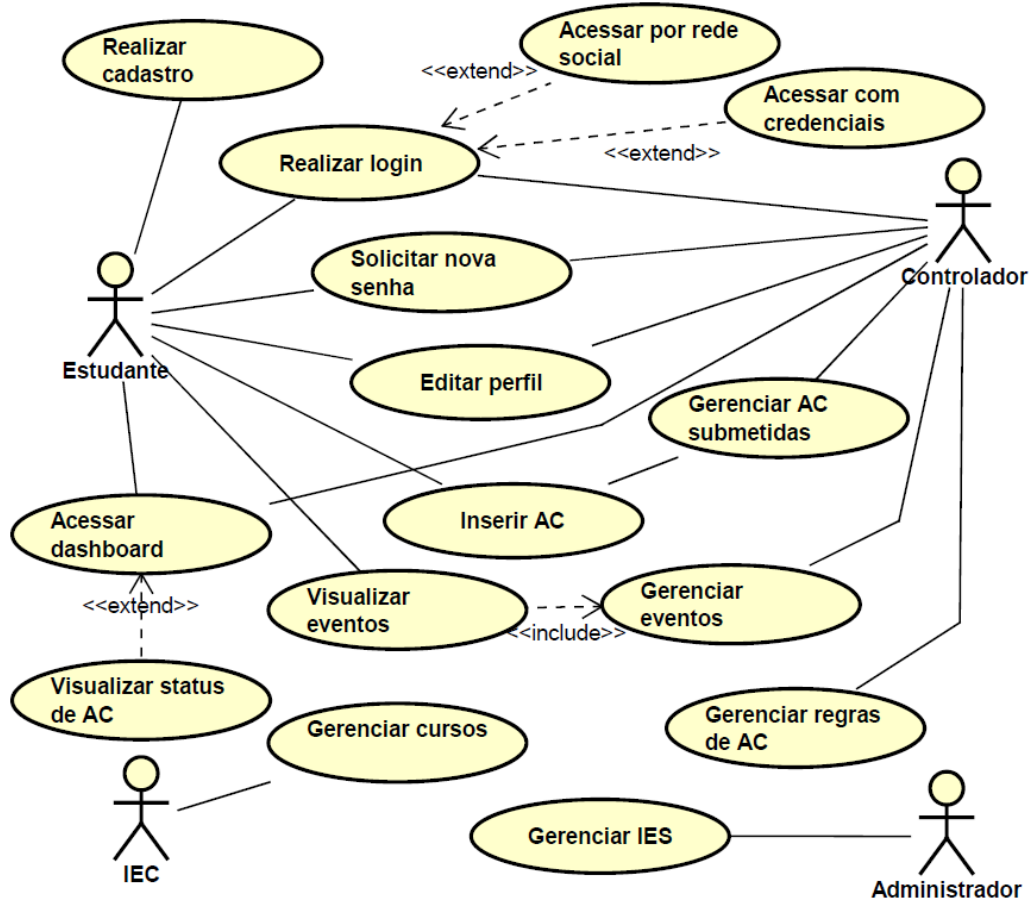 Realizar
cadastro
Acessar por rede
social
<<extend>>
Acessar com
credenciais
<<extend>>
Realizar login
Solicitar nova
senha
Controlador
Estudante
Editar perfil
Gerenciar AC
submetidas
Acessar
dashboard
Inserir AC
<<extend>>
Visualizar
eventos
<<include>>
Gerenciar
eventos
Visualizar status
de AC
Gerenciar cursos
Gerenciar regras
de AC
IEC
Gerenciar IES
Administrador